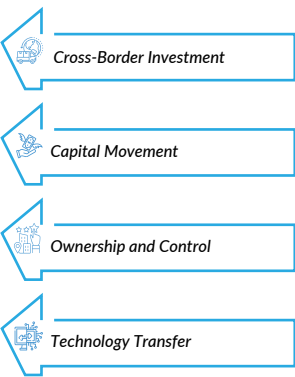 Cross-Border Investment
Capital Movement
Ownership and Control
Technology Transfer